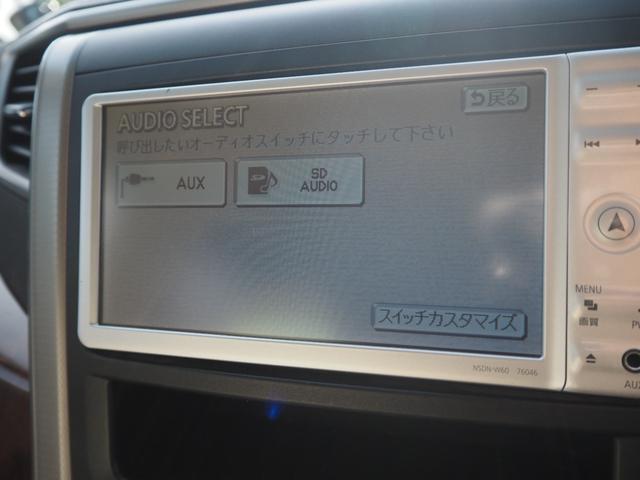 AUDIO SELECT
戻る
呼び出したいオーディオスイッチにタッチして下さい
AUX
SD
AUDIO
スイッチカスタマイズ
MENU
画質
AUX
NSDN-W60 76046